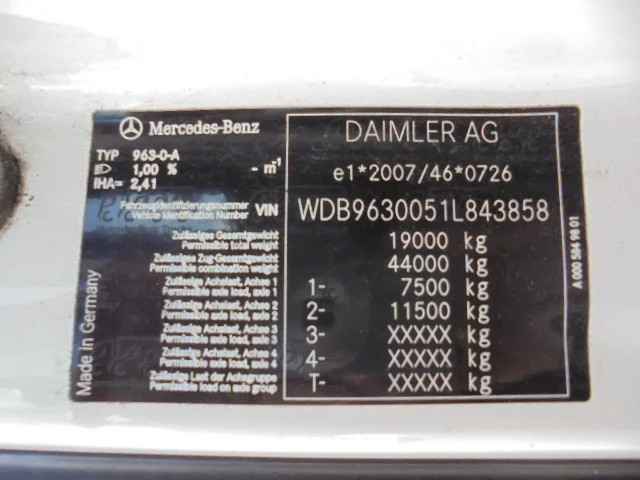 Mercedes-Benz
DAIMLER AG
TYP 963-0-A
1,00 % - m⁻¹
IHA= 2,41
e1*2007/46*0726
Fahrzeugidentifizierungsnummer
Vehicle Identification Number VIN WDB9630051L843858
Zulässiges Gesamtgewicht
Permissible total weight 19000 kg
Zulässiges Zug-Gesamtgewicht
Permissible combination weight 44000 kg
Zulässige Achslast, Achse 1
Permissible axle load, axle 1 1- 7500 kg
Zulässige Achslast, Achse 2
Permissible axle load, axle 2 2- 11500 kg
Zulässige Achslast, Achse 3
Permissible axle load, axle 3 3- XXXXX kg
Zulässige Achslast, Achse 4
Permissible axle load, axle 4 4- XXXXX kg
Zulässige Last der Achsgruppe
Permissible load on axle group T- XXXXX kg
Made in Germany
A 000 584 98 01